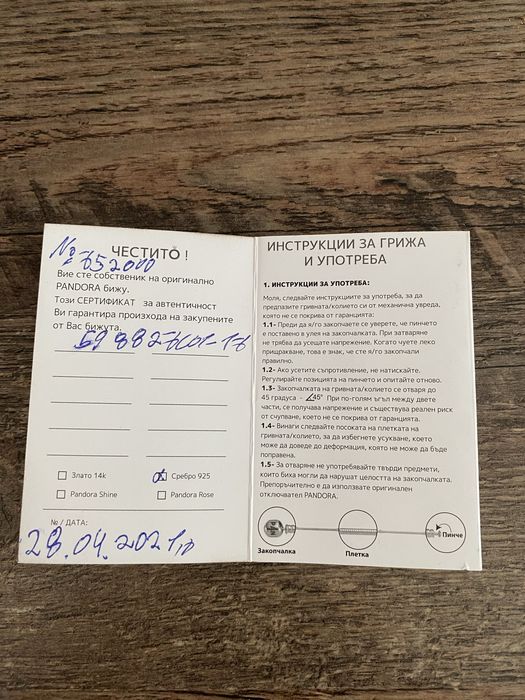 № 752000
ЧЕСТИТО !
Вие сте собственик на оригинално
PANDORA бижу.
Този СЕРТИФИКАТ за автентичност
Ви гарантира произхода на закупените
от Вас бижута.
Злато 14k
Сребро 925
Pandora Shine
Pandora Rose
№ / ДАТА:
28.04.2021
ИНСТРУКЦИИ ЗА ГРИЖА
И УПОТРЕБА
1. ИНСТРУКЦИИ ЗА УПОТРЕБА:
Моля, следвайте инструкциите за употреба, за да
предпазите гривната/колието си от механична увреда,
която не се покрива от гаранцията:
1.1- Преди да я/го закопчаете се уверете, че пинчето
е поставено в улея на закопчалката. При затваряне
не трябва да усещате напрежение. Когато чуете леко
прищракване, това е знак, че сте я/го закопчали
правилно.
1.2- Ако усетите съпротивление, не натискайте.
Регулирайте позицията на пинчето и опитайте отново.
1.3- Закопчалката на гривната/колието се отваря до
45 градуса - 45° При по-голям ъгъл между двете
части, се получава напрежение и съществува реален риск
от счупване, което не се покрива от гаранцията.
1.4- Винаги следвайте посоката на плетката на
гривната/колието, за да избегнете усукване, което
може да доведе до деформация, която не може да бъде
поправена.
1.5- За отваряне не употребявайте твърди предмети,
които биха могли да нарушат целостта на закопчалката.
Препоръчително е да използвате оригинален
отключвател PANDORA.
Закопчалка
Плетка
Пинче